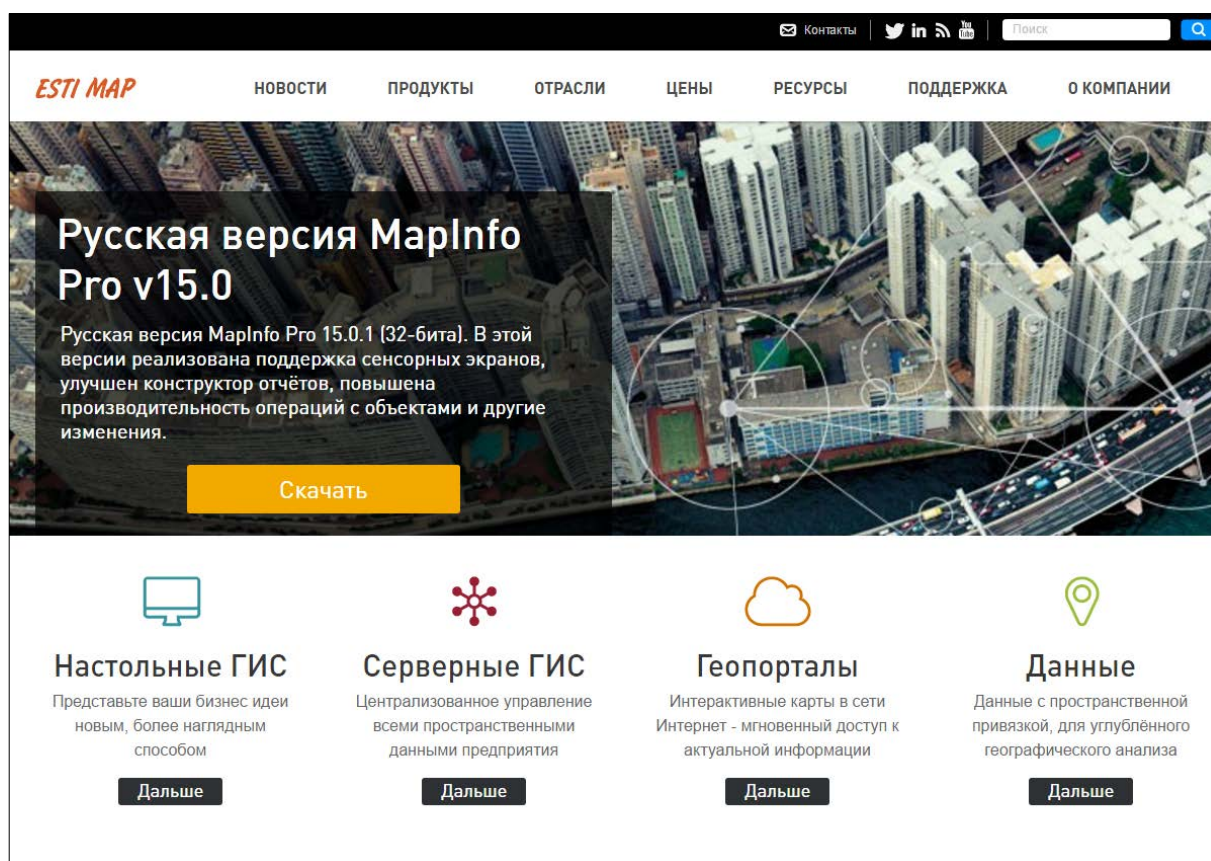 Контакты
in
You
Tube
Поиск
ESTI MAP
НОВОСТИ ПРОДУКТЫ ОТРАСЛИ ЦЕНЫ РЕСУРСЫ ПОДДЕРЖКА О КОМПАНИИ
Русская версия MapInfo
Pro v15.0
Русская версия MapInfo Pro 15.0.1 (32-бита). В этой
версии реализована поддержка сенсорных экранов,
улучшен конструктор отчётов, повышена
производительность операций с объектами и другие
изменения.
Скачать
Настольные ГИС
Представьте ваши бизнес идеи
новым, более наглядным
способом
Дальше
Серверные ГИС
Централизованное управление
всеми пространственными
данными предприятия
Дальше
Геопорталы
Интерактивные карты в сети
Интернет - мгновенный доступ к
актуальной информации
Дальше
Данные
Данные с пространственной
привязкой, для углублённого
географического анализа
Дальше